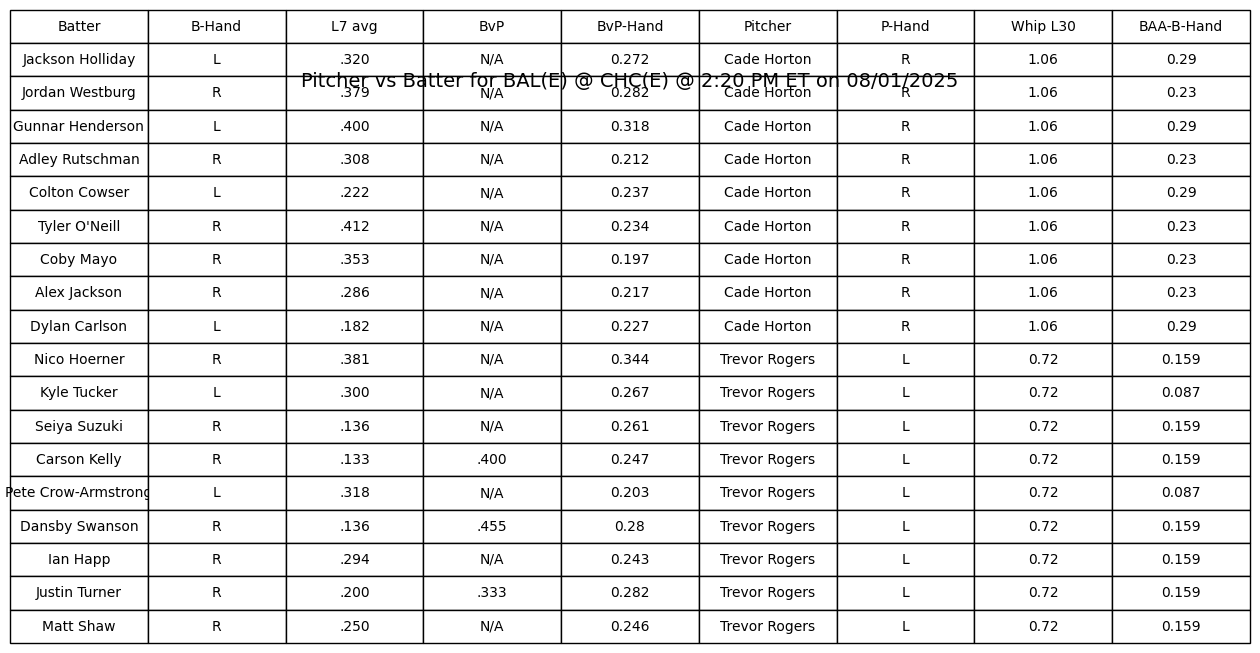 Batter B-Hand L7 avg BvP BvP-Hand Pitcher P-Hand Whip L30 BAA-B-Hand
Jackson Holliday L .320 N/A 0.272 Cade Horton R 1.06 0.29
Pitcher vs Batter for BAL(E) @ CHC(E) @ 2:20 PM ET on 08/01/2025
Jordan Westburg R .379 N/A 0.282 Cade Horton R 1.06 0.23
Gunnar Henderson L .400 N/A 0.318 Cade Horton R 1.06 0.29
Adley Rutschman R .308 N/A 0.212 Cade Horton R 1.06 0.23
Colton Cowser L .222 N/A 0.237 Cade Horton R 1.06 0.29
Tyler O'Neill R .412 N/A 0.234 Cade Horton R 1.06 0.23
Coby Mayo R .353 N/A 0.197 Cade Horton R 1.06 0.23
Alex Jackson R .286 N/A 0.217 Cade Horton R 1.06 0.23
Dylan Carlson L .182 N/A 0.227 Cade Horton R 1.06 0.29
Nico Hoerner R .381 N/A 0.344 Trevor Rogers L 0.72 0.159
Kyle Tucker L .300 N/A 0.267 Trevor Rogers L 0.72 0.087
Seiya Suzuki R .136 N/A 0.261 Trevor Rogers L 0.72 0.159
Carson Kelly R .133 .400 0.247 Trevor Rogers L 0.72 0.159
Pete Crow-Armstrong L .318 N/A 0.203 Trevor Rogers L 0.72 0.087
Dansby Swanson R .136 .455 0.28 Trevor Rogers L 0.72 0.159
Ian Happ R .294 N/A 0.243 Trevor Rogers L 0.72 0.159
Justin Turner R .200 .333 0.282 Trevor Rogers L 0.72 0.159
Matt Shaw R .250 N/A 0.246 Trevor Rogers L 0.72 0.159